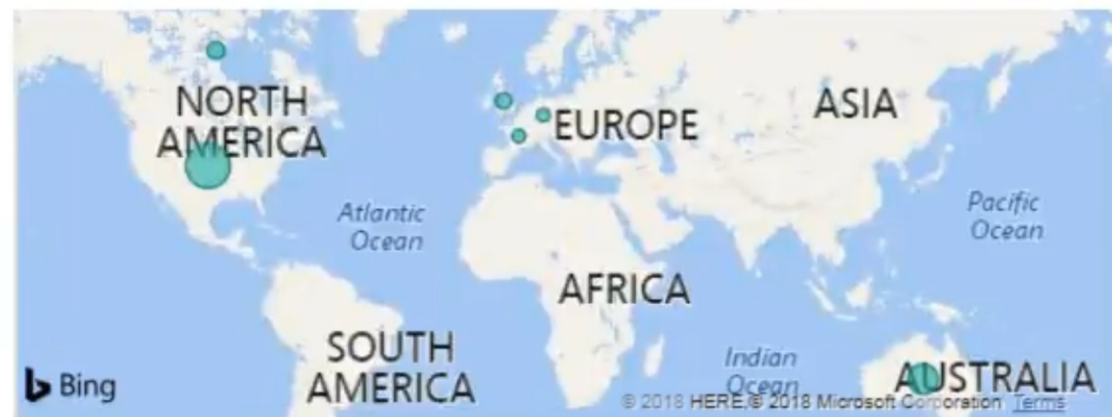 NORTH
AMERICA
EUROPE
ASIA
Atlantic
Ocean
Pacific
Ocean
AFRICA
SOUTH
AMERICA
Indian
Ocean
AUSTRALIA
Bing
© 2018 HERE,© 2018 Microsoft Corporation Terms